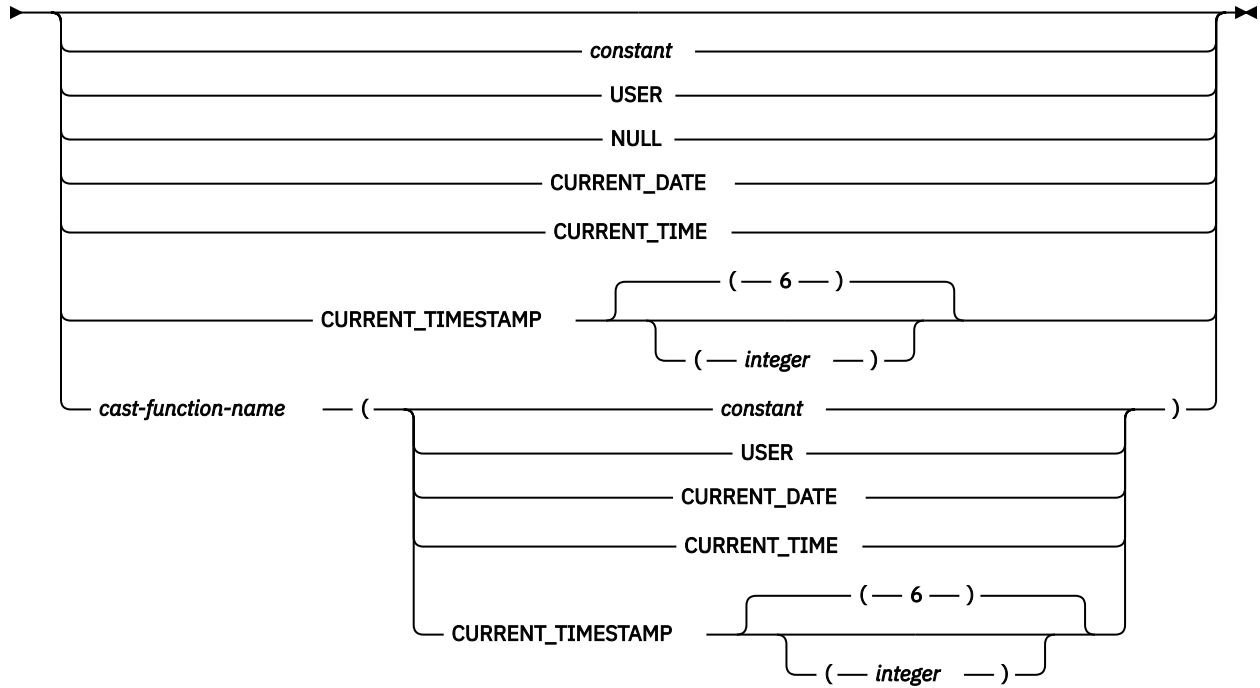 constant
USER
NULL
CURRENT_DATE
CURRENT_TIME
( 6 )
CURRENT_TIMESTAMP
( integer )
cast-function-name ( constant )
USER
CURRENT_DATE
CURRENT_TIME
( 6 )
CURRENT_TIMESTAMP
( integer )